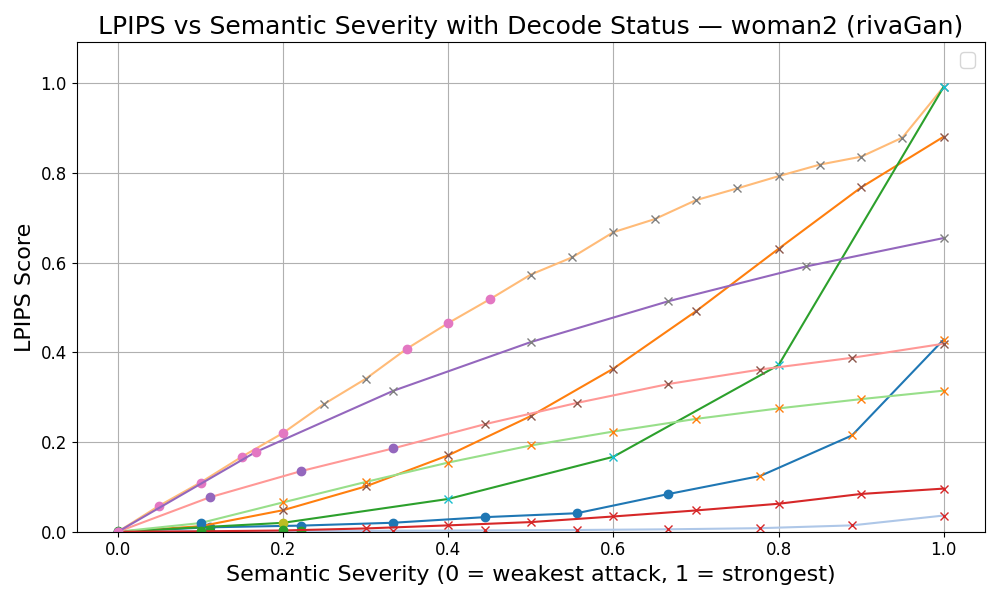 LPIPS vs Semantic Severity with Decode Status — woman2 (rivaGan)
1.0
0.8
0.6
0.4
0.2
0.0
LPIPS Score
0.0 0.2 0.4 0.6 0.8 1.0
Semantic Severity (0 = weakest attack, 1 = strongest)